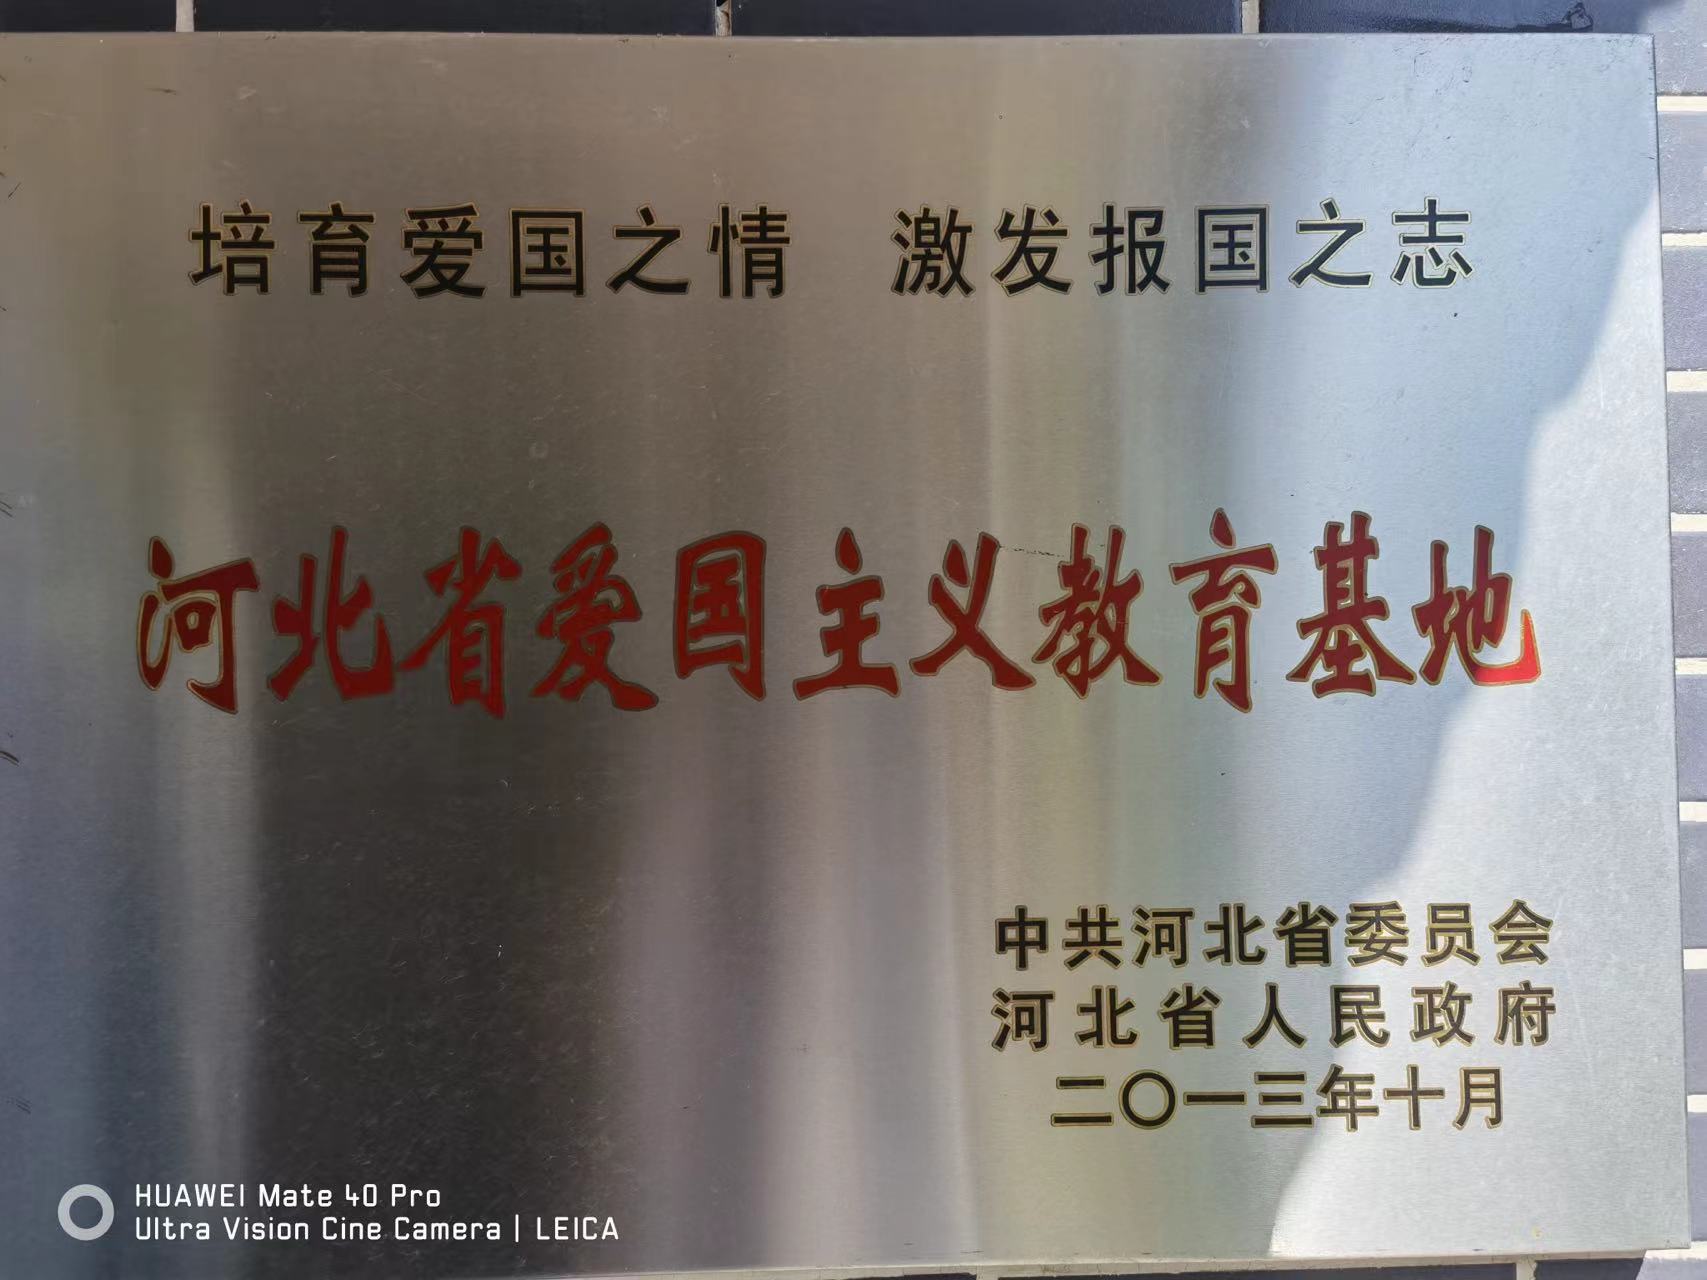 培育爱国之情 激发报国之志
河北省爱国主义教育基地
中共河北省委员会
河北省人民政府
二〇一三年十月
HUAWEI Mate 40 Pro
Ultra Vision Cine Camera | LEICA